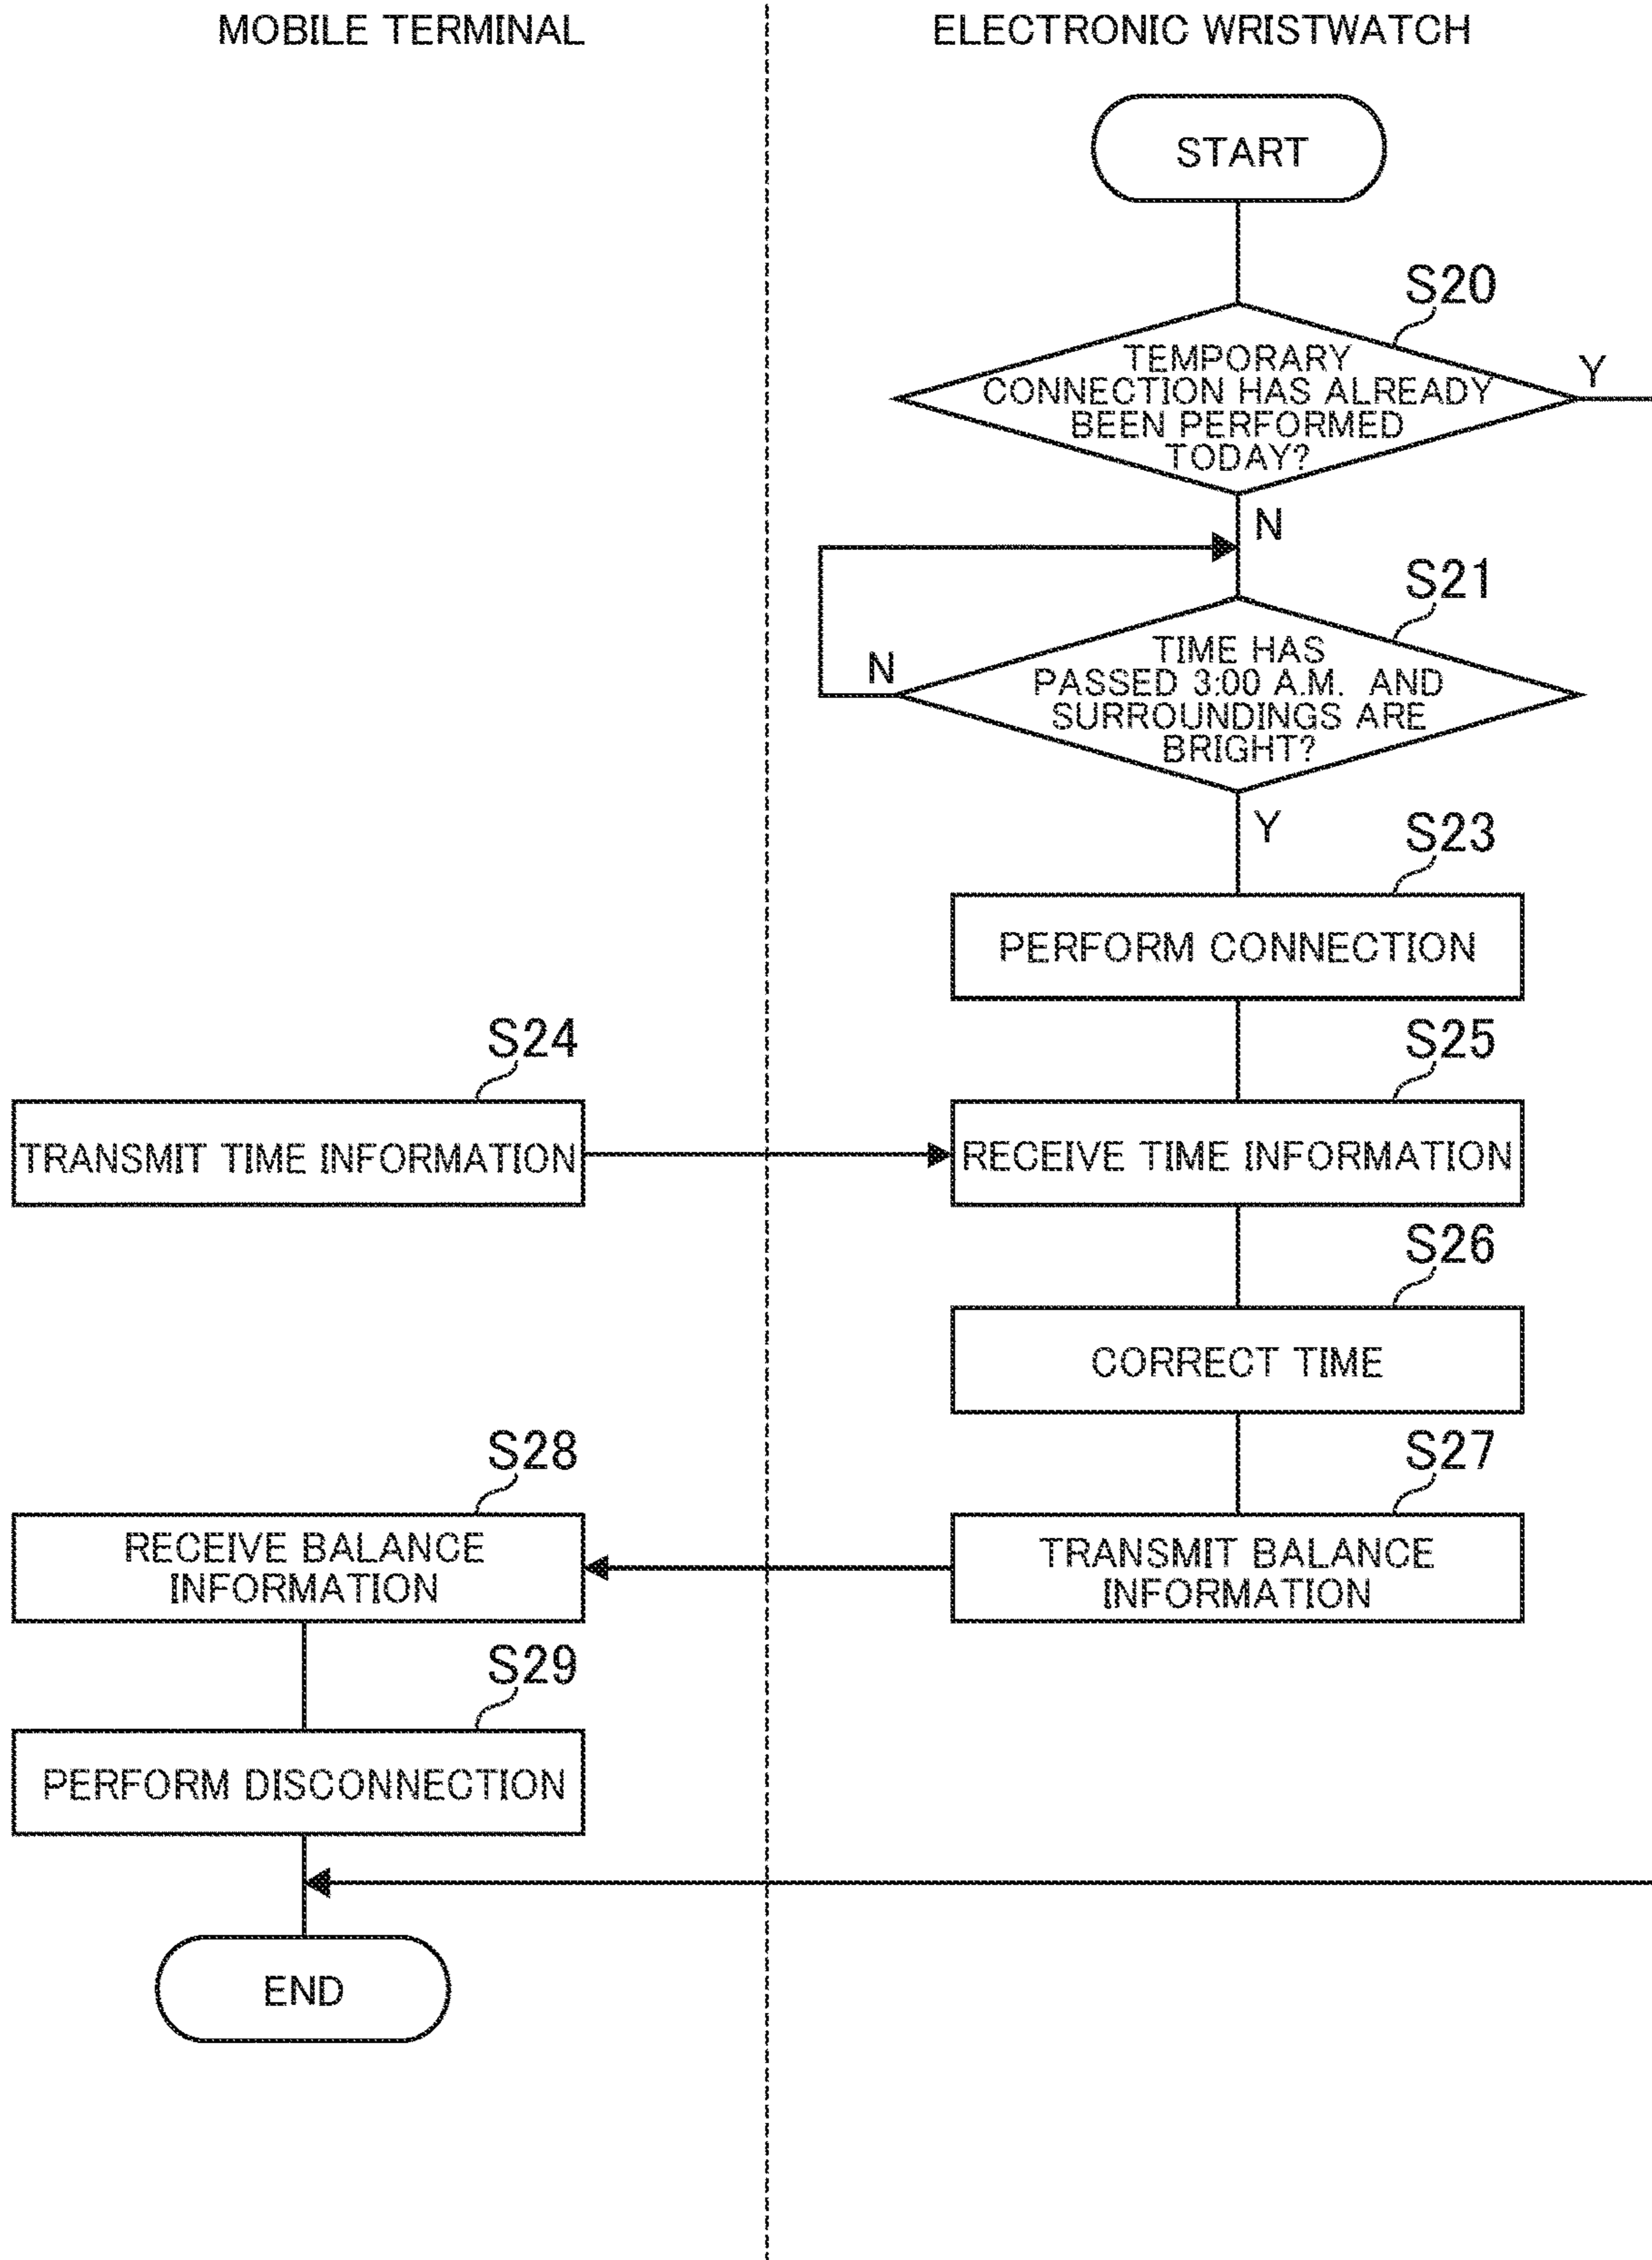 MOBILE TERMINAL
ELECTRONIC WRISTWATCH
START
S20
TEMPORARY
CONNECTION HAS ALREADY
BEEN PERFORMED
TODAY?
Y
N
S21
TIME HAS
PASSED 3:00 A.M. AND
SURROUNDINGS ARE
BRIGHT?
N
Y
S23
PERFORM CONNECTION
S24
TRANSMIT TIME INFORMATION
S25
RECEIVE TIME INFORMATION
S26
CORRECT TIME
S27
TRANSMIT BALANCE
INFORMATION
S28
RECEIVE BALANCE
INFORMATION
S29
PERFORM DISCONNECTION
END